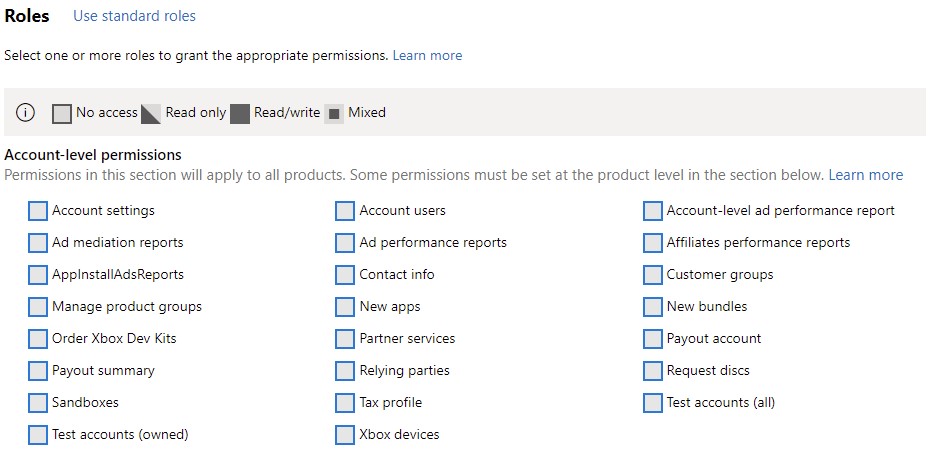 Roles Use standard roles
Select one or more roles to grant the appropriate permissions. Learn more
No access Read only Read/write Mixed
Account-level permissions
Permissions in this section will apply to all products. Some permissions must be set at the product level in the section below. Learn more
Account settings Account users Account-level ad performance report
Ad mediation reports Ad performance reports Affiliates performance reports
AppInstallAdsReports Contact info Customer groups
Manage product groups New apps New bundles
Order Xbox Dev Kits Partner services Payout account
Payout summary Relying parties Request discs
Sandboxes Tax profile Test accounts (all)
Test accounts (owned) Xbox devices